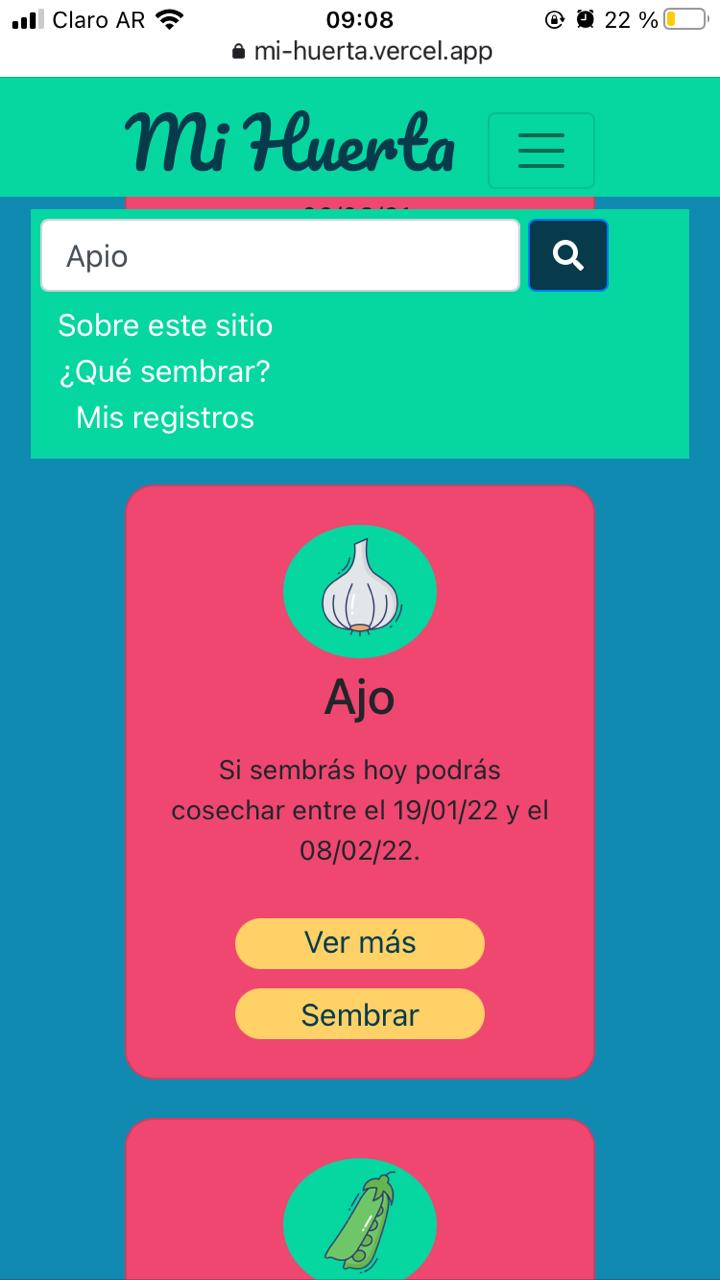 Claro AR 09:08 22 %
mi-huerta.vercel.app
Mi Huerta
Apio
Sobre este sitio
¿Qué sembrar?
Mis registros
Ajo
Si sembrás hoy podrás
cosechar entre el 19/01/22 y el
08/02/22.
Ver más
Sembrar